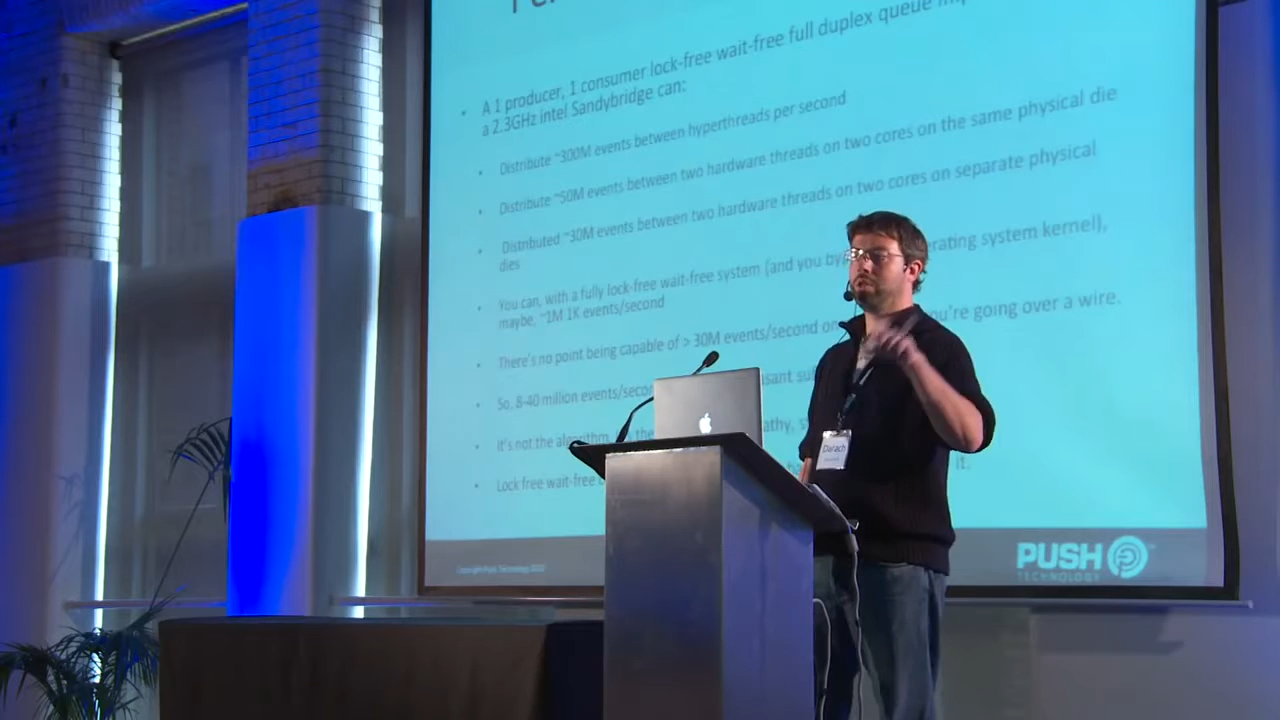 A 1 producer, 1 consumer lock-free wait-free full duplex queue
a 2.3GHz intel Sandybridge can:
Distribute ~300M events between hyperthreads per second
Distribute ~50M events between two hardware threads on two cores on the same physical die
Distributed ~30M events between two hardware threads on two cores on separate physical
dies
You can, with a fully lock-free wait-free system (and you system kernel),
maybe, ~1M 1K events/second
There's no point being capable of > 30M events/second you're going over a wire.
So, 8-40 million
It's not the algorithm,
Lock free wait-free
it.
Darach
Copyright Push Technology 2012
PUSH
TECHNOLOGY